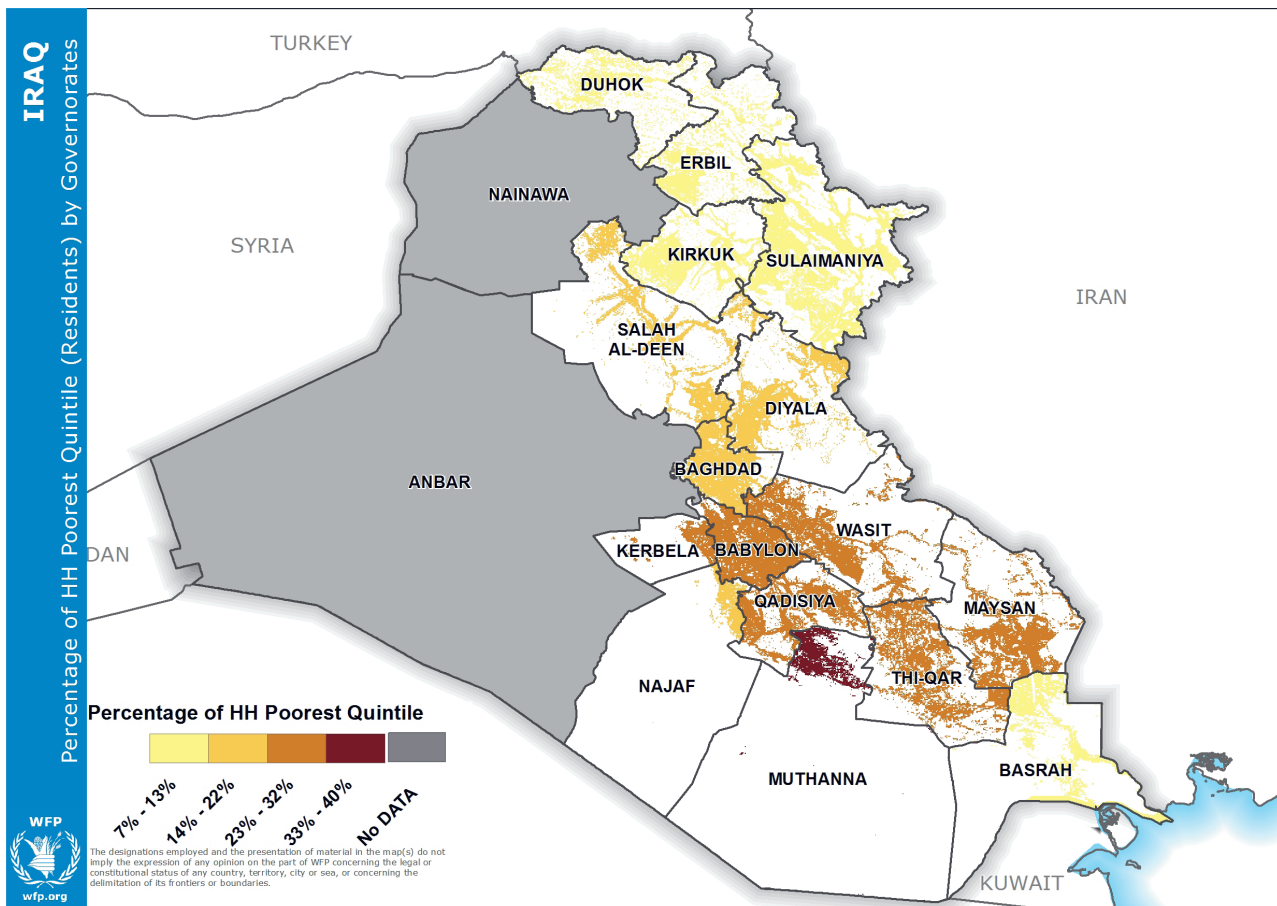 IRAQ
Percentage of HH Poorest Quintile (Residents) by Governorates
TURKEY
SYRIA
IRAN
DAN
KUWAIT
DUHOK
ERBIL
NAINAWA
KIRKUK
SULAIMANIYA
SALAH
AL-DEEN
DIYALA
ANBAR
BAGHDAD
WASIT
KERBELA
BABYLON
QADISIYA
MAYSAN
NAJAF
THI-QAR
MUTHANNA
BASRAH
Percentage of HH Poorest Quintile
7% - 13%
14% - 22%
23% - 32%
33% - 40%
No DATA
WFP
wfp.org
The designations employed and the presentation of material in the map(s) do not
imply the expression of any opinion on the part of WFP concerning the legal or
constitutional status of any country, territory, city or sea, or concerning the
delimitation of its frontiers or boundaries.